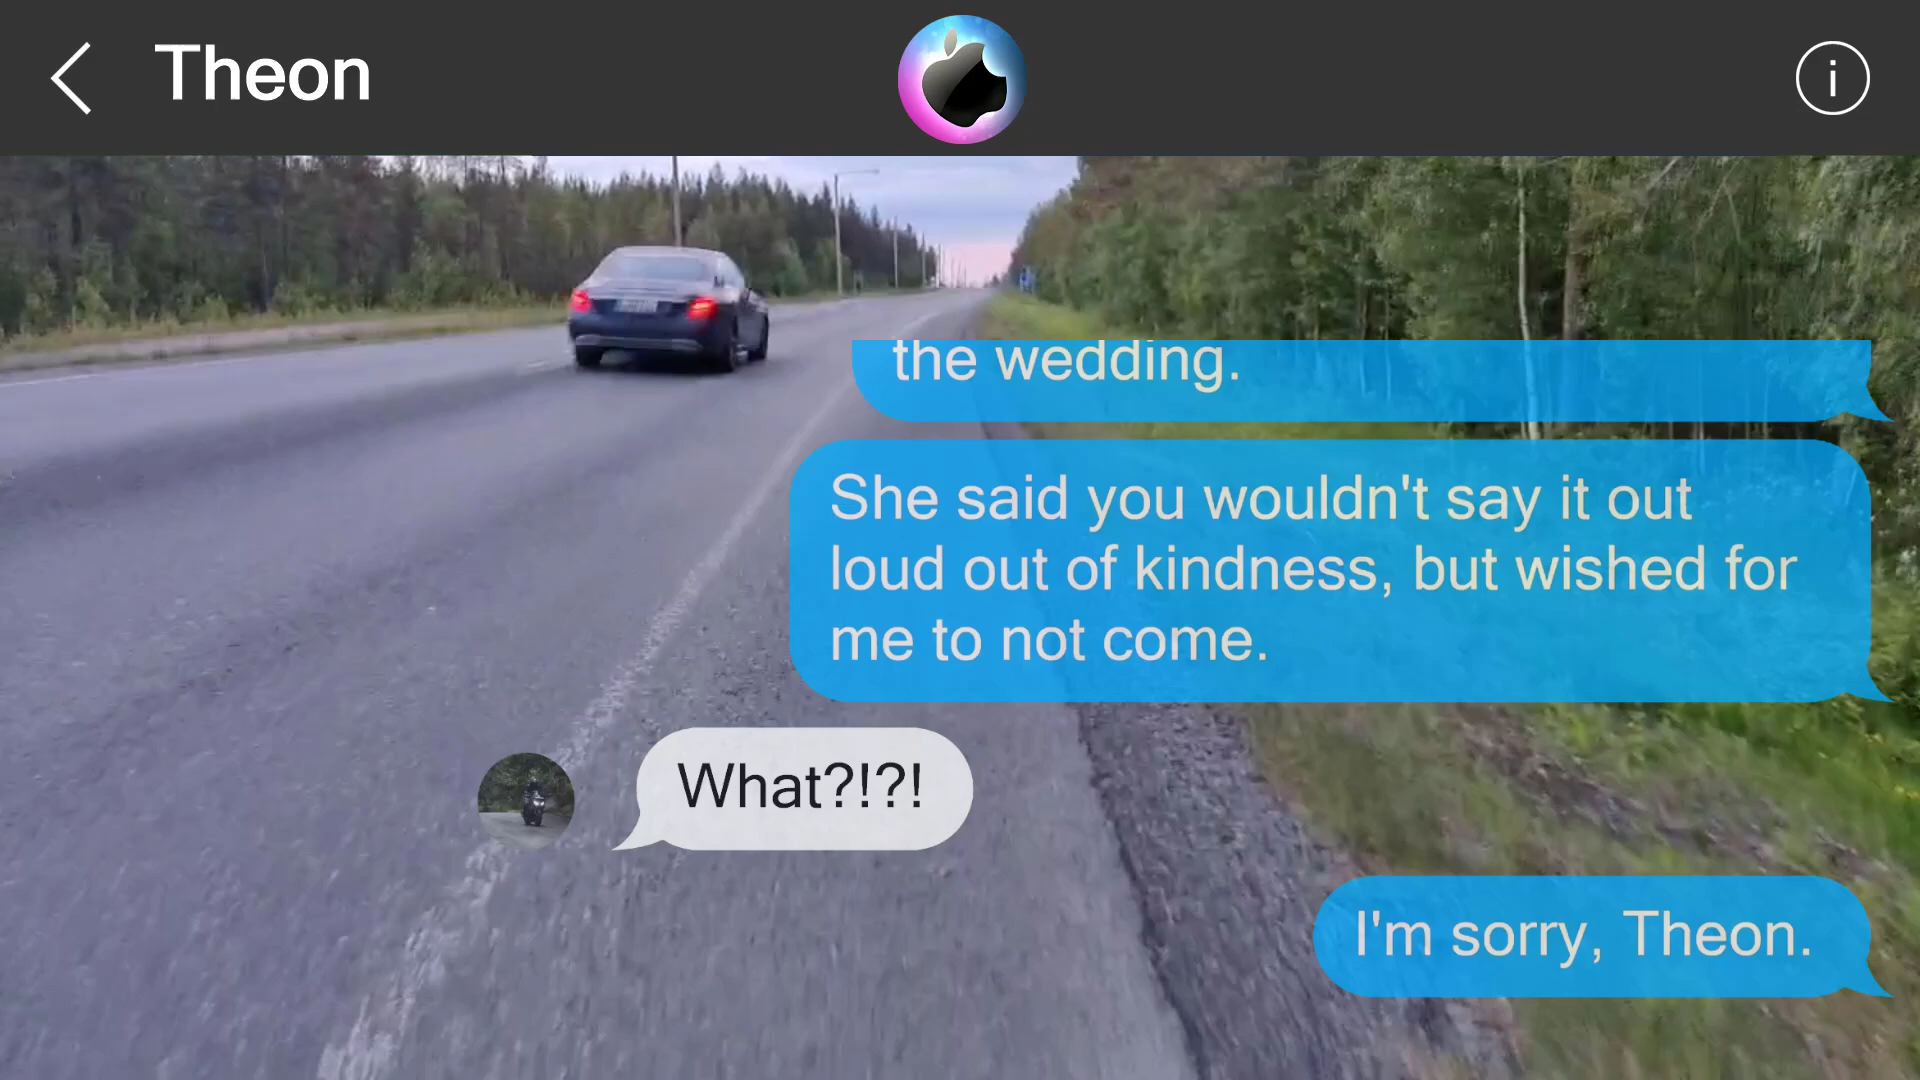 Theon
i
the wedding.
She said you wouldn't say it out
loud out of kindness, but wished for
me to not come.
What?!?!
I'm sorry, Theon.